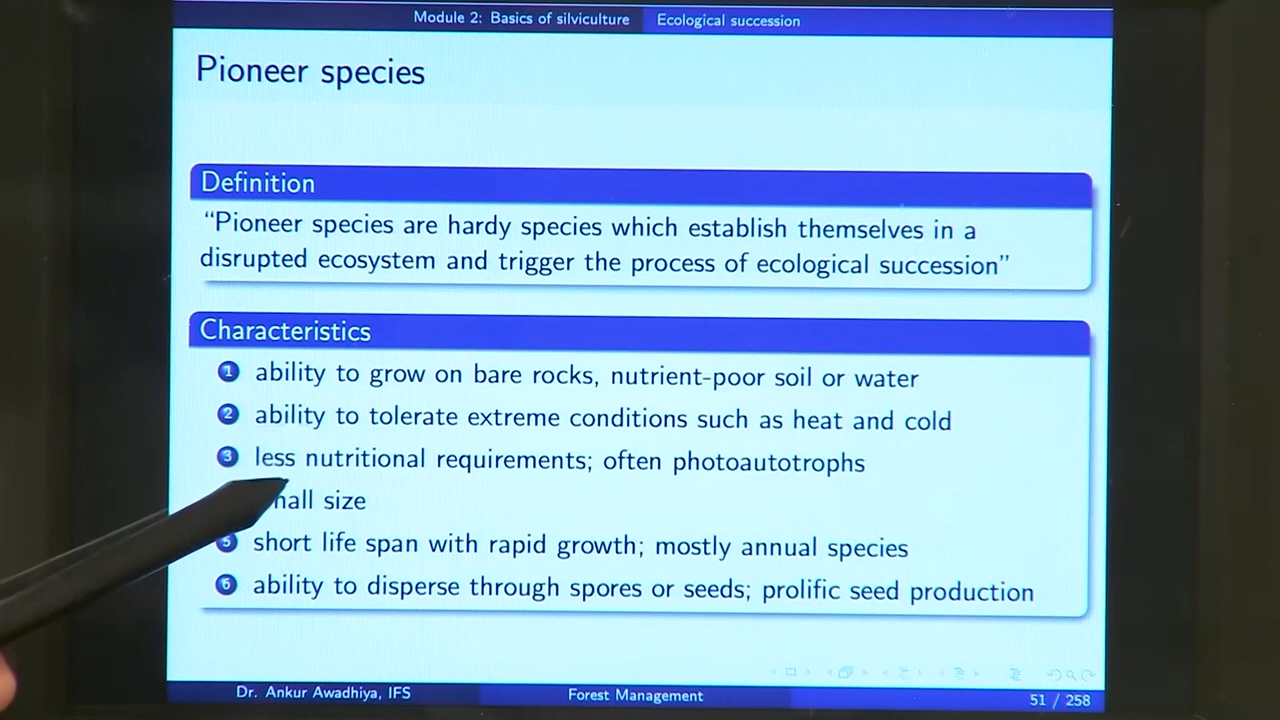 Module 2: Basics of silviculture Ecological succession
Pioneer species
Definition
“Pioneer species are hardy species which establish themselves in a
disrupted ecosystem and trigger the process of ecological succession”
Characteristics
1 ability to grow on bare rocks, nutrient-poor soil or water
2 ability to tolerate extreme conditions such as heat and cold
3 less nutritional requirements; often photoautotrophs
size
5 short life span with rapid growth; mostly annual species
6 ability to disperse through spores or seeds; prolific seed production
Dr. Ankur Awadhiya, IFS Forest Management 51 / 258